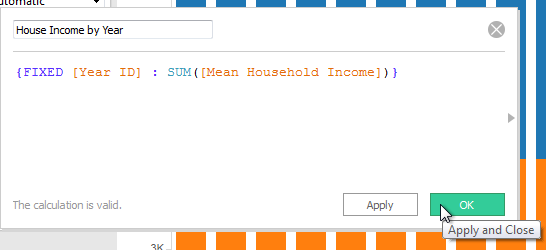 utomatic
House Income by Year
{FIXED [Year ID] : SUM([Mean Household Income])}
The calculation is valid.
Apply
OK
Apply and Close
3K